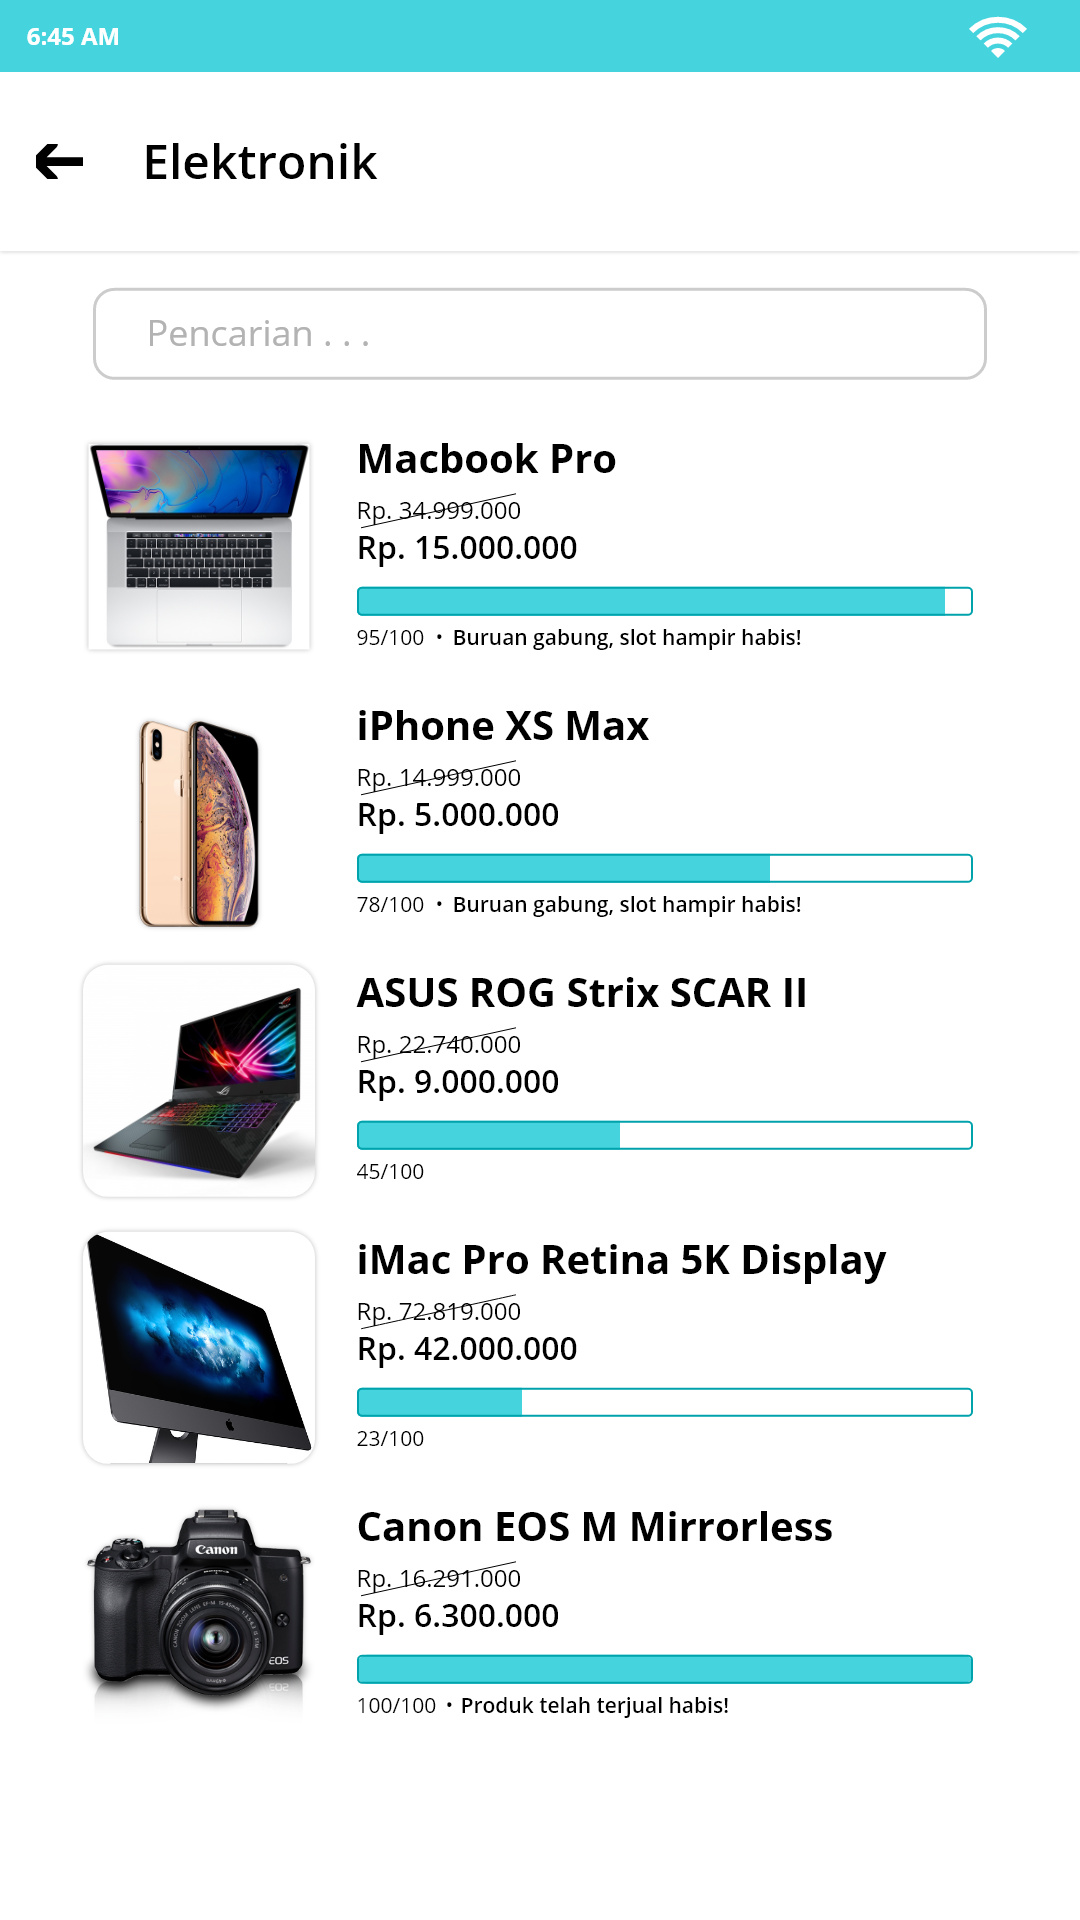 6:45 AM
Elektronik
Pencarian . . .
Macbook Pro
Rp. 34.999.000
Rp. 15.000.000
95/100 • Buruan gabung, slot hampir habis!
iPhone XS Max
Rp. 14.999.000
Rp. 5.000.000
78/100 • Buruan gabung, slot hampir habis!
ASUS ROG Strix SCAR II
Rp. 22.740.000
Rp. 9.000.000
45/100
iMac Pro Retina 5K Display
Rp. 72.819.000
Rp. 42.000.000
23/100
Canon EOS M Mirrorless
Rp. 16.291.000
Rp. 6.300.000
100/100 • Produk telah terjual habis!
Canon
EOS